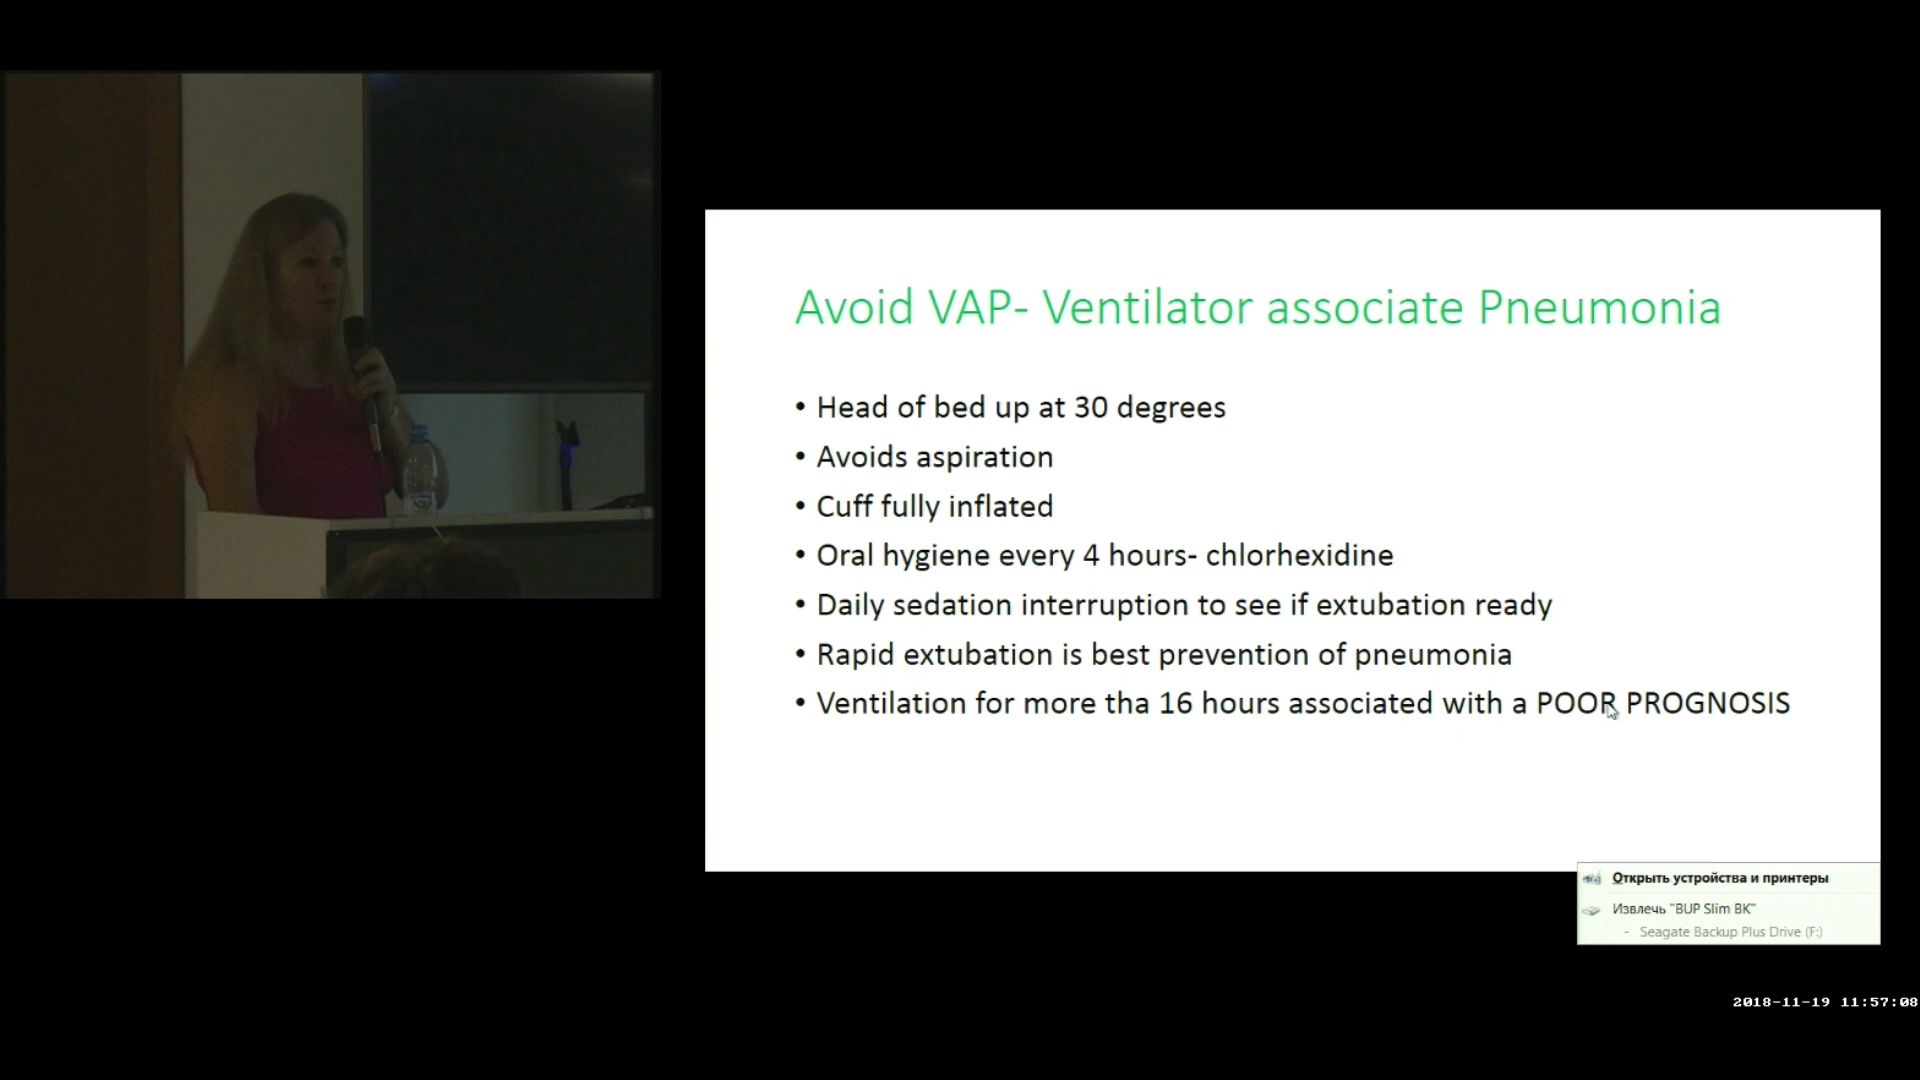 Avoid VAP- Ventilator associate Pneumonia
• Head of bed up at 30 degrees
• Avoids aspiration
• Cuff fully inflated
• Oral hygiene every 4 hours- chlorhexidine
• Daily sedation interruption to see if extubation ready
• Rapid extubation is best prevention of pneumonia
• Ventilation for more tha 16 hours associated with a POOR PROGNOSIS
Открыть устройства и принтеры
Извлечь "BUP Slim BK"
- Seagate Backup Plus Drive (F:)
2018-11-19 11:57:08